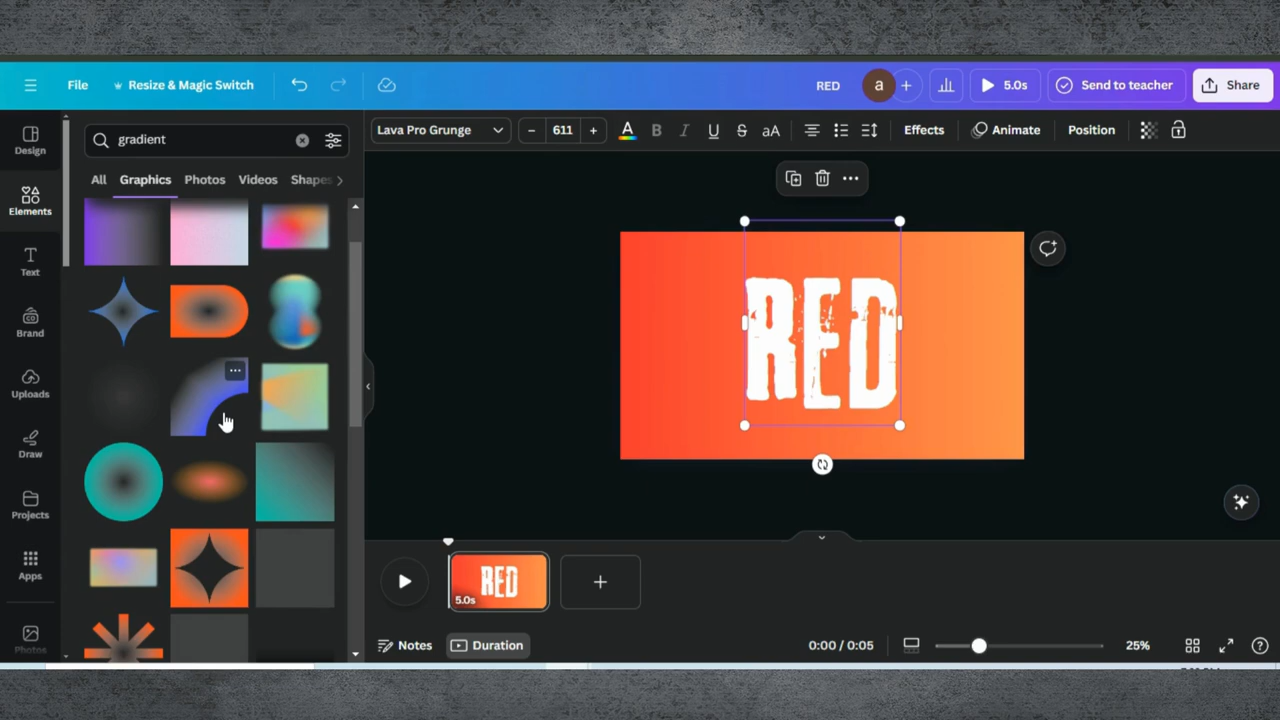 File
Resize & Magic Switch
RED
a
5.0s
Send to teacher
Share
Design
Elements
Text
Brand
Uploads
Draw
Projects
Apps
Photos
gradient
All
Graphics
Photos
Videos
Shapes
Lava Pro Grunge
611
A
B
I
U
S
aA
Effects
Animate
Position
RED
RED
5.0s
Notes
Duration
0:00 / 0:05
25%